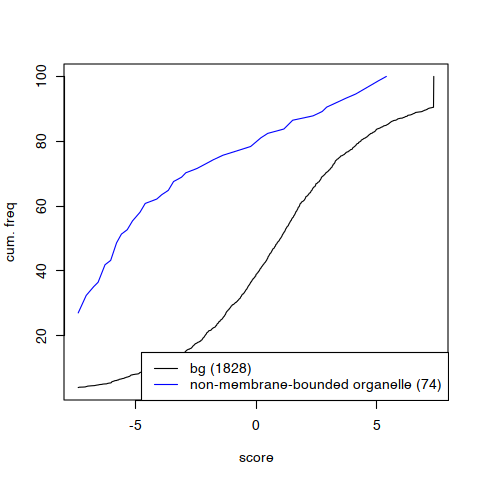 100
80
60
40
20
cum. freq
bg (1828)
non-membrane-bounded organelle (74)
-5
0
5
score